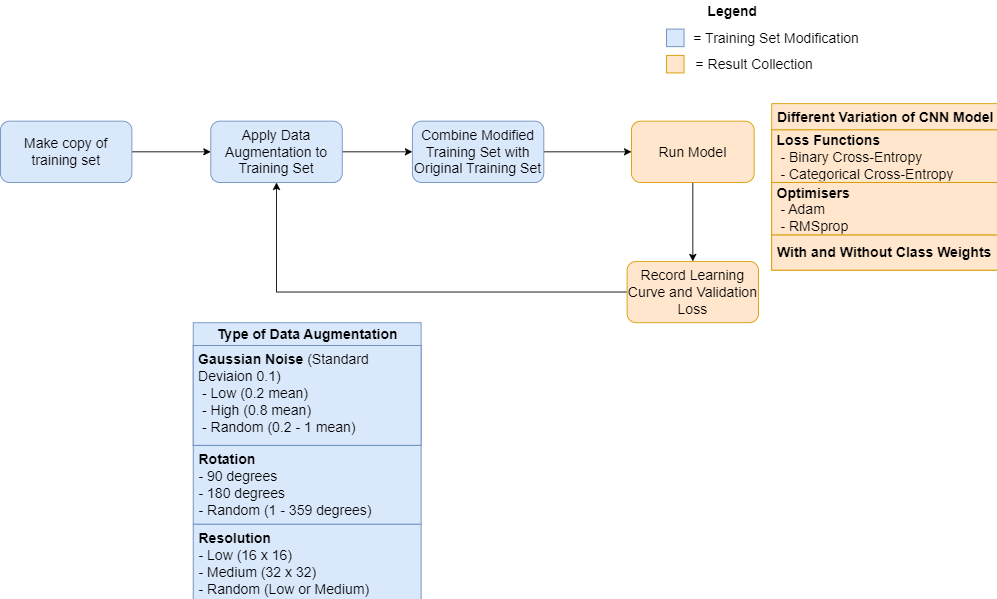 Legend
= Training Set Modification
= Result Collection
Make copy of
training set
Apply Data
Augmentation to
Training Set
Combine Modified
Training Set with
Original Training Set
Run Model
Different Variation of CNN Model
Loss Functions
- Binary Cross-Entropy
- Categorical Cross-Entropy
Optimisers
- Adam
- RMSprop
With and Without Class Weights
Record Learning
Curve and Validation
Loss
Type of Data Augmentation
Gaussian Noise (Standard
Deviaion 0.1)
- Low (0.2 mean)
- High (0.8 mean)
- Random (0.2 - 1 mean)
Rotation
- 90 degrees
- 180 degrees
- Random (1 - 359 degrees)
Resolution
- Low (16 x 16)
- Medium (32 x 32)
- Random (Low or Medium)